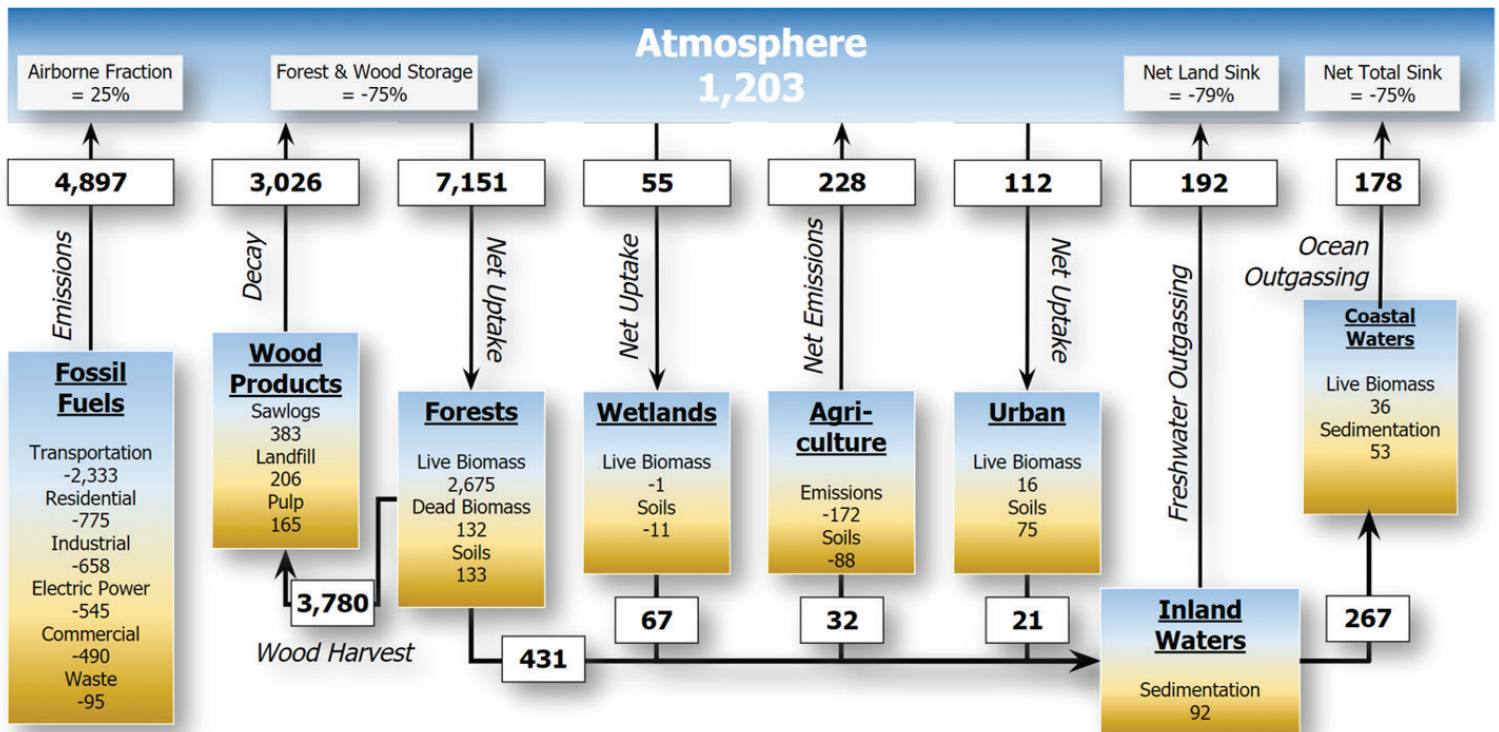 Atmosphere
1,203
Airborne Fraction
= 25%
Forest & Wood Storage
= -75%
Net Land Sink
= -79%
Net Total Sink
= -75%
4,897
3,026
7,151
55
228
112
192
178
Emissions
Decay
Net Uptake
Net Uptake
Net Emissions
Net Uptake
Freshwater Outgassing
Ocean
Outgassing
Fossil
Fuels
Transportation
-2,333
Residential
-775
Industrial
-658
Electric Power
-545
Commercial
-490
Waste
-95
Wood
Products
Sawlogs
383
Landfill
206
Pulp
165
3,780
Wood Harvest
Forests
Live Biomass
2,675
Dead Biomass
132
Soils
133
431
Wetlands
Live Biomass
-1
Soils
-11
67
Agri-
culture
Emissions
-172
Soils
-88
32
Urban
Live Biomass
16
Soils
75
21
Inland
Waters
Sedimentation
92
267
Coastal
Waters
Live Biomass
36
Sedimentation
53